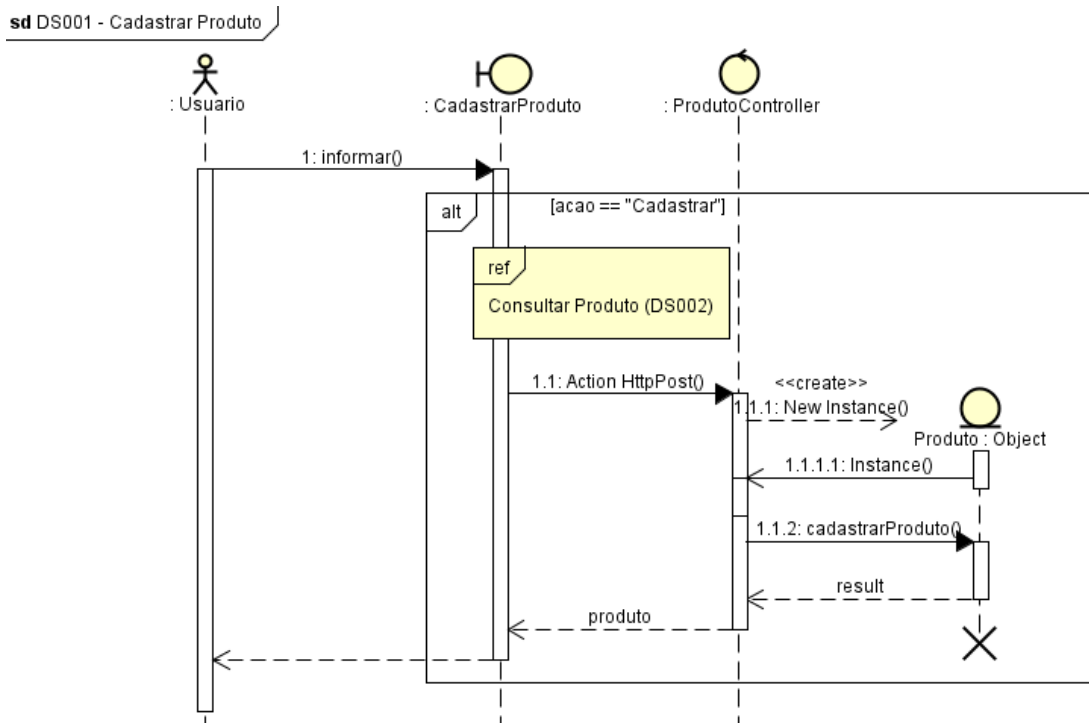 sd DS001 - Cadastrar Produto
: Usuario
: CadastrarProduto
: ProdutoController
1: informar()
alt
[acao == "Cadastrar"]
ref
Consultar Produto (DS002)
1.1: Action HttpPost()
<<create>>
1.1.1: New Instance()
Produto : Object
1.1.1.1: Instance()
1.1.2: cadastrarProduto()
result
produto